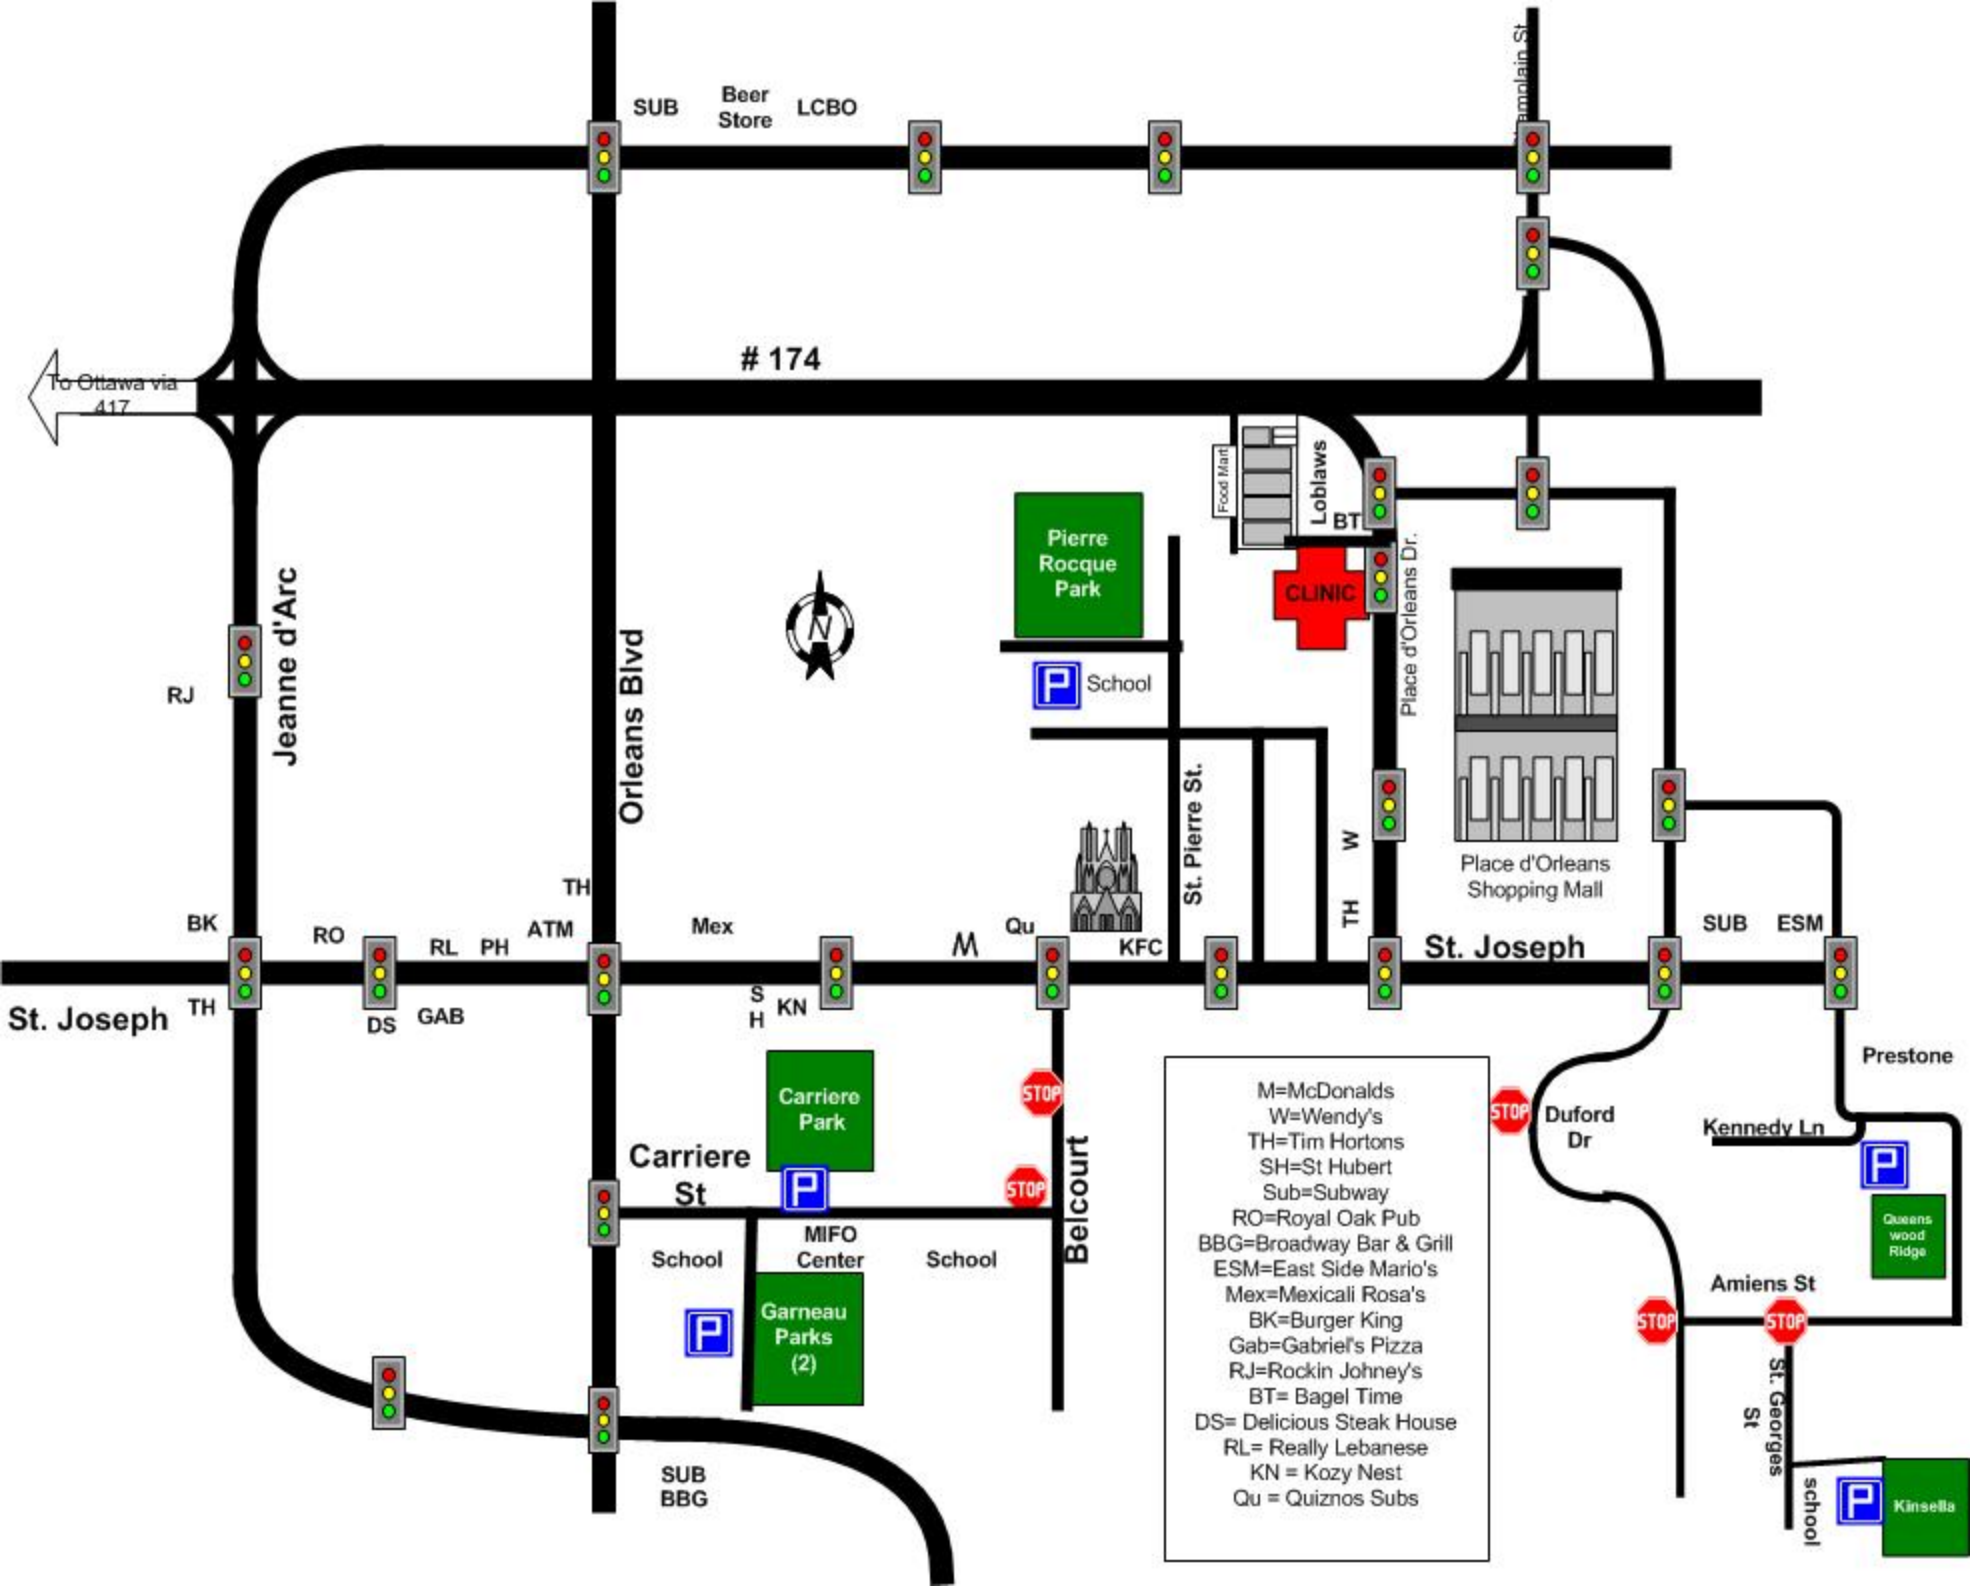 SUB
Beer
Store
LCBO
# 174
To Ottawa via
417
Food Mart
Loblaws
BT
Pierre
Rocque
Park
CLINIC
Place d'Orleans Dr.
Jeanne d'Arc
RJ
Orleans Blvd
N
P
School
St. Pierre St.
W
TH
Place d'Orleans
Shopping Mall
TH
BK
RO
RL
PH
ATM
Mex
M
Qu
KFC
St. Joseph
SUB
ESM
St. Joseph
TH
DS
GAB
S
H
KN
Carriere
Park
STOP
Carriere
St
P
STOP
Belcourt
School
MIFO
Center
School
P
Garneau
Parks
(2)
SUB
BBG
M=McDonalds
W=Wendy's
TH=Tim Hortons
SH=St Hubert
Sub=Subway
RO=Royal Oak Pub
BBG=Broadway Bar & Grill
ESM=East Side Mario's
Mex=Mexicali Rosa's
BK=Burger King
Gab=Gabriel's Pizza
RJ=Rockin Johney's
BT= Bagel Time
DS= Delicious Steak House
RL= Really Lebanese
KN = Kozy Nest
Qu = Quiznos Subs
STOP
Duford
Dr
Prestone
Kennedy Ln
P
Queens
wood
Ridge
Amiens St
STOP
STOP
St. Georges
St
school
P
Kinsella